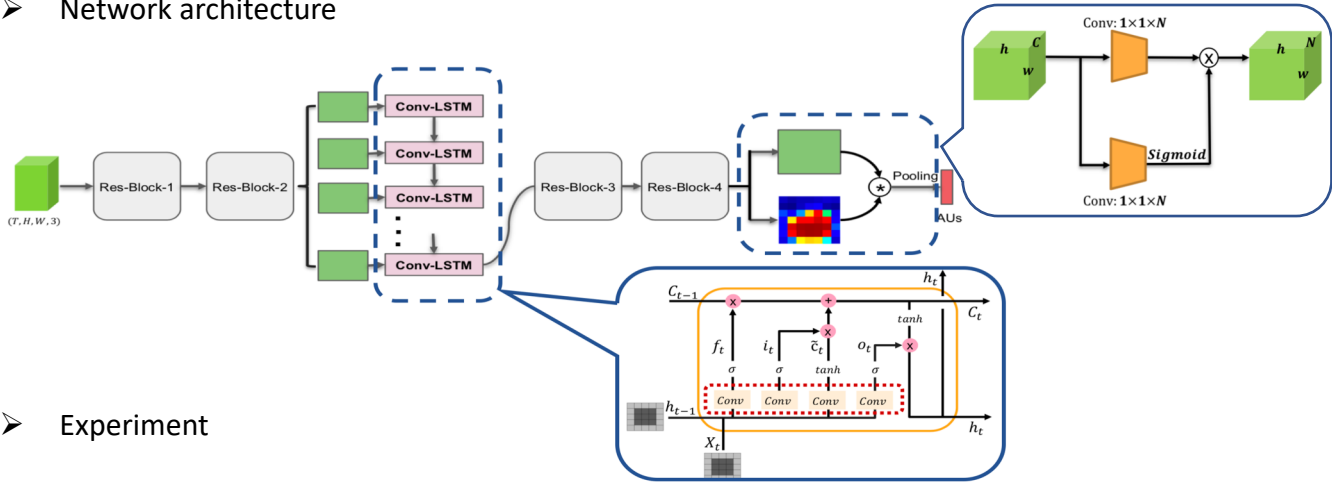 ➢ Network architecture
Conv: 1×1×N
h C w
h N w
Sigmoid
Conv: 1×1×N
(T, H, W, 3)
Res-Block-1
Res-Block-2
Conv-LSTM
Conv-LSTM
Conv-LSTM
Conv-LSTM
Res-Block-3
Res-Block-4
*
Pooling
AUs
X
h_t
C_{t-1}
x
+
C_t
tanh
f_t
i_t
x
c̃_t
o_t
x
σ
σ
tanh
σ
Conv
Conv
Conv
Conv
h_{t-1}
h_t
X_t
➢ Experiment